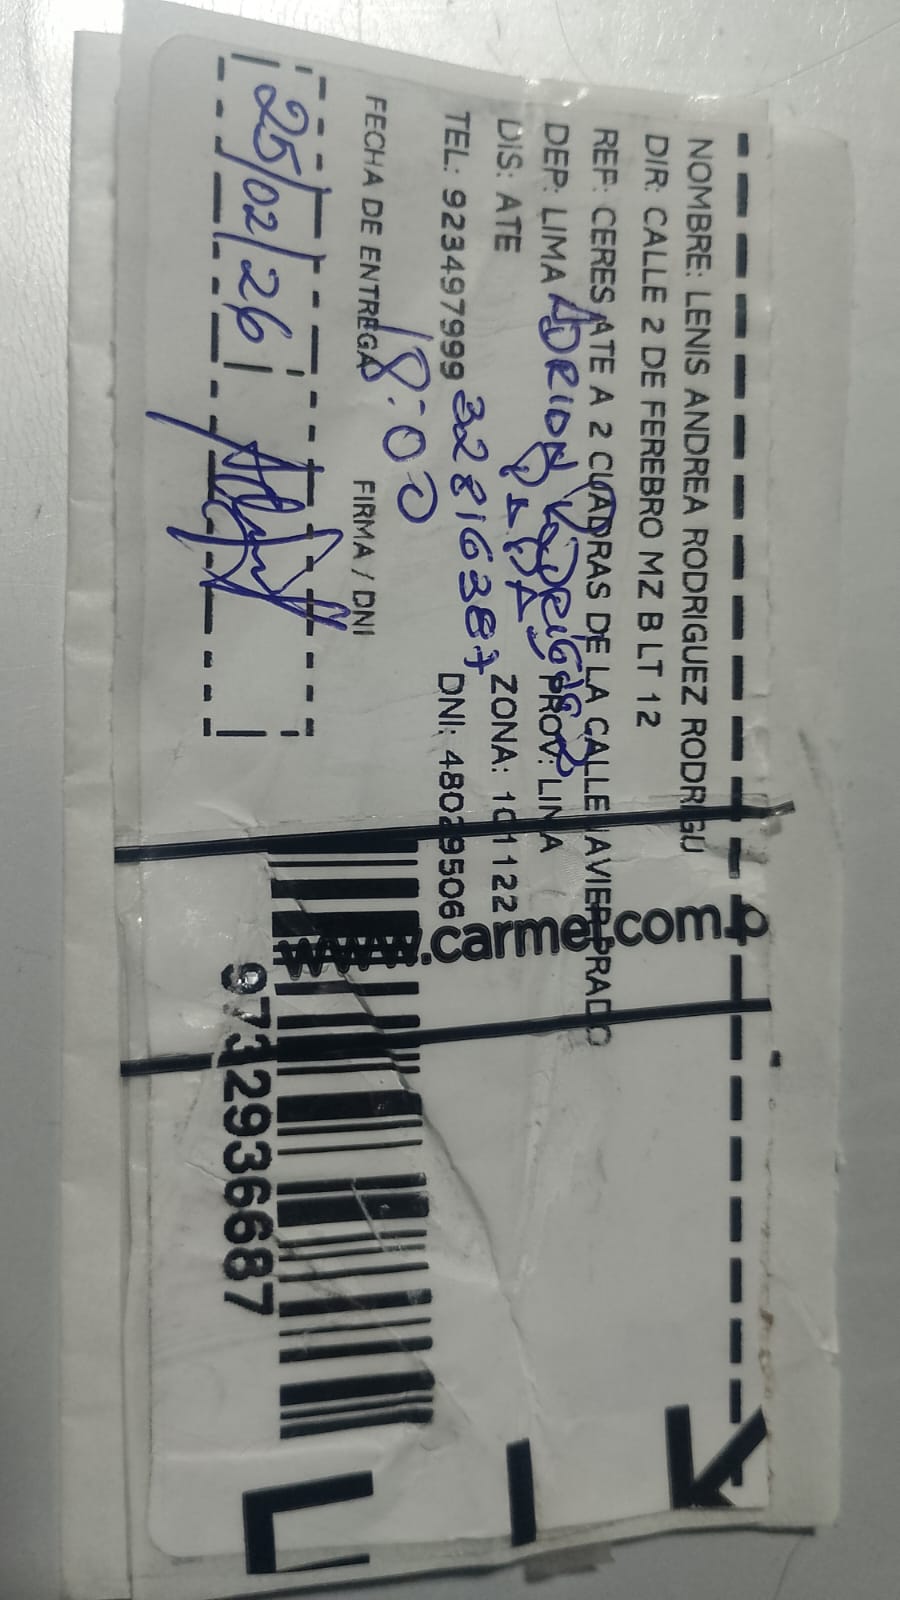 NOMBRE: LENIS ANDREA RODRIGUEZ RODRIGU
DIR: CALLE 2 DE FEREBRO MZ B LT 12
REF: CERES ATE A 2 CUADRAS DE LA CALLE JAVIER PRADO
DEP: LIMA PROV: LIMA
DIS: ATE ZONA: 101122
TEL: 923497999 DNI: 48029506
32816387
18:00
FECHA DE ENTREGA FIRMA / DNI
25/02/26
www.carmel.com.p
9732936687